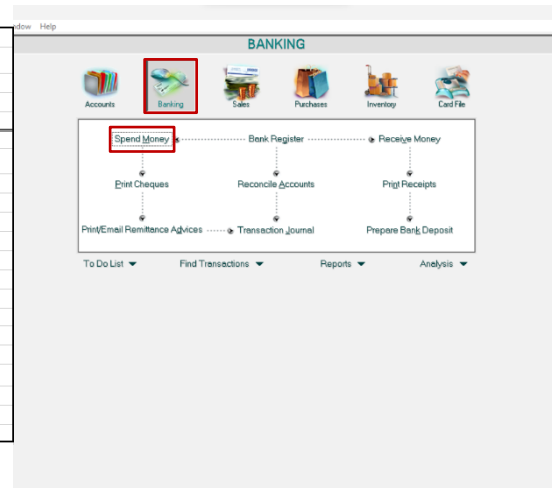 ndow Help
BANKING
Accounts Banking Sales Purchases Inventory Card File
Spend Money Bank Register Receive Money
Print Cheques Reconcile Accounts Print Receipts
Print/Email Remittance Advices Transaction Journal Prepare Bank Deposit
To Do List Find Transactions Reports Analysis